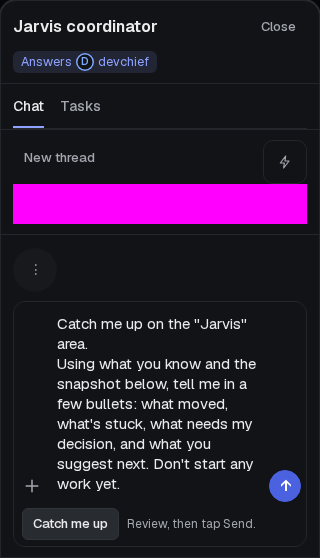 Jarvis coordinator
Close
Answers D devchief
Chat
Tasks
New thread
Catch me up on the "Jarvis"
area.
Using what you know and the
snapshot below, tell me in a
few bullets: what moved,
what's stuck, what needs my
decision, and what you
suggest next. Don't start any
work yet.
Catch me up
Review, then tap Send.